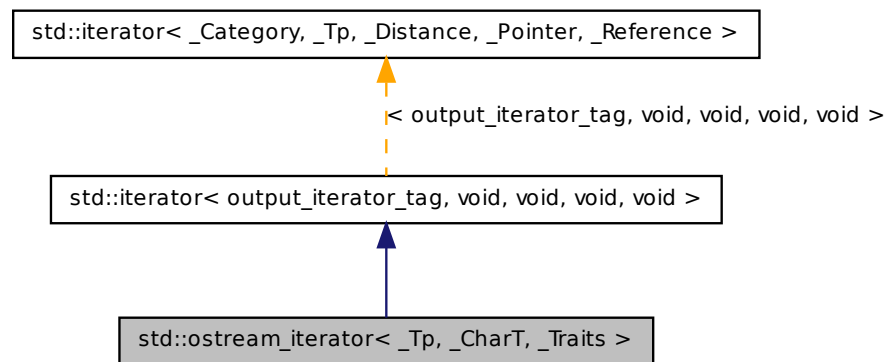 std::iterator< _Category, _Tp, _Distance, _Pointer, _Reference >
< output_iterator_tag, void, void, void, void >
std::iterator< output_iterator_tag, void, void, void, void >
std::ostream_iterator< _Tp, _CharT, _Traits >